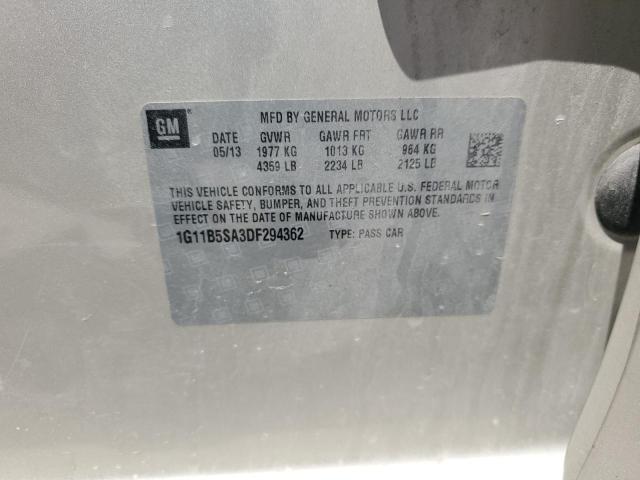 GM
MFD BY GENERAL MOTORS LLC
DATE GVWR GAWR FRT GAWR RR
05/13 1977 KG 1013 KG 964 KG
4359 LB 2234 LB 2125 LB
THIS VEHICLE CONFORMS TO ALL APPLICABLE U.S. FEDERAL MOTOR
VEHICLE SAFETY, BUMPER, AND THEFT PREVENTION STANDARDS IN
EFFECT ON THE DATE OF MANUFACTURE SHOWN ABOVE.
1G11B5SA3DF294362 TYPE: PASS CAR